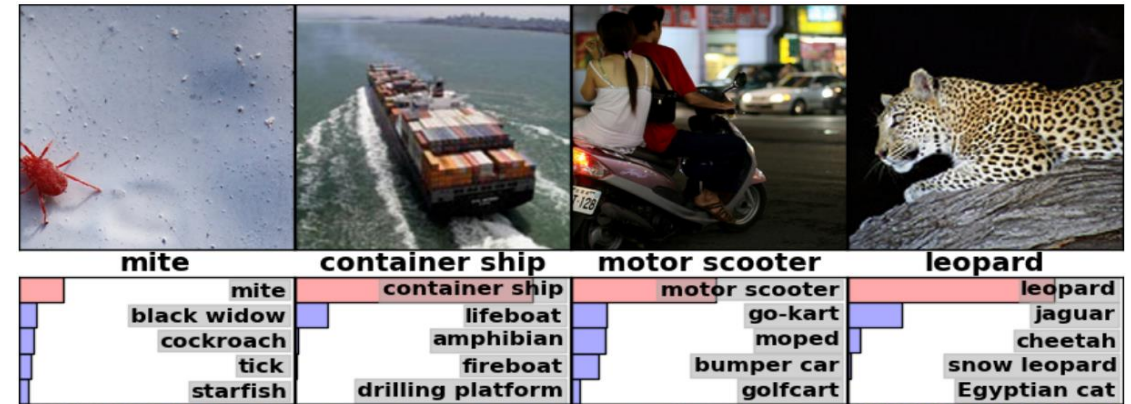 mite
container ship
motor scooter
leopard
mite
black widow
cockroach
tick
starfish
container ship
lifeboat
amphibian
fireboat
drilling platform
motor scooter
go-kart
moped
bumper car
golfcart
leopard
jaguar
cheetah
snow leopard
Egyptian cat